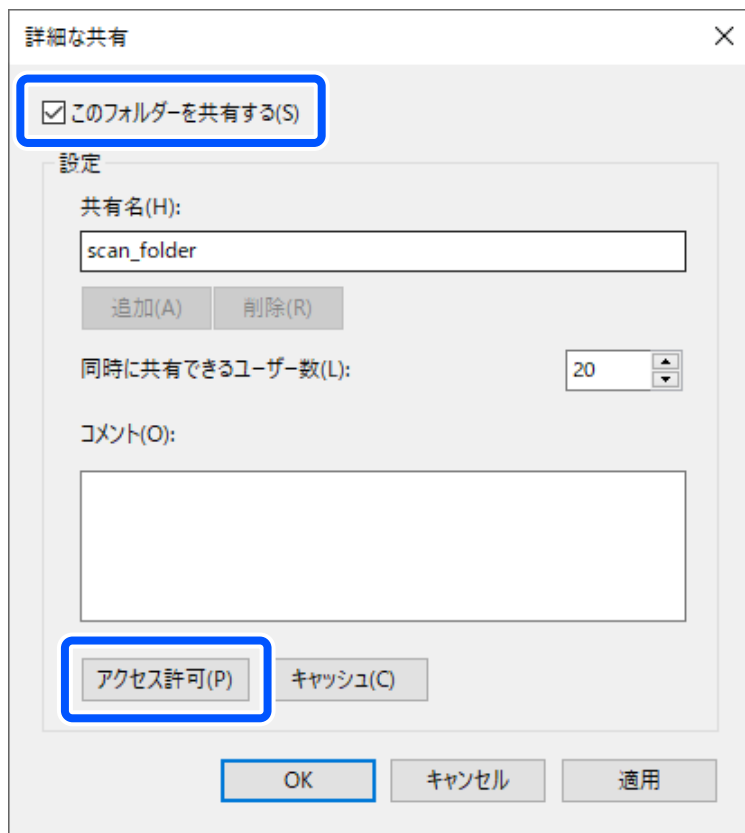 詳細な共有
このフォルダーを共有する(S)
設定
共有名(H):
scan_folder
追加(A) 削除(R)
同時に共有できるユーザー数(L): 20
コメント(O):
アクセス許可(P) キャッシュ(C)
OK キャンセル 適用